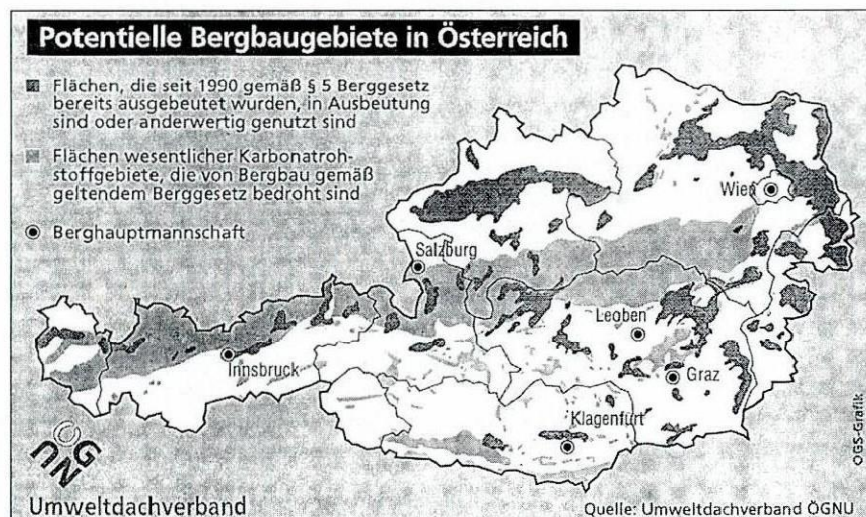 Potentielle Bergbaugebiete in Österreich
Flächen, die seit 1990 gemäß § 5 Berggesetz
bereits ausgebeutet wurden, in Ausbeutung
sind oder anderwertig genutzt sind
Flächen wesentlicher Karbonatroh-
stoffgebiete, die von Bergbau gemäß
geltendem Berggesetz bedroht sind
Berghauptmannschaft
Wien
Salzburg
Leoben
Innsbruck
Graz
Klagenfurt
ÖGNU
Umweltdachverband
Quelle: Umweltdachverband ÖGNU
OGS-Grafik